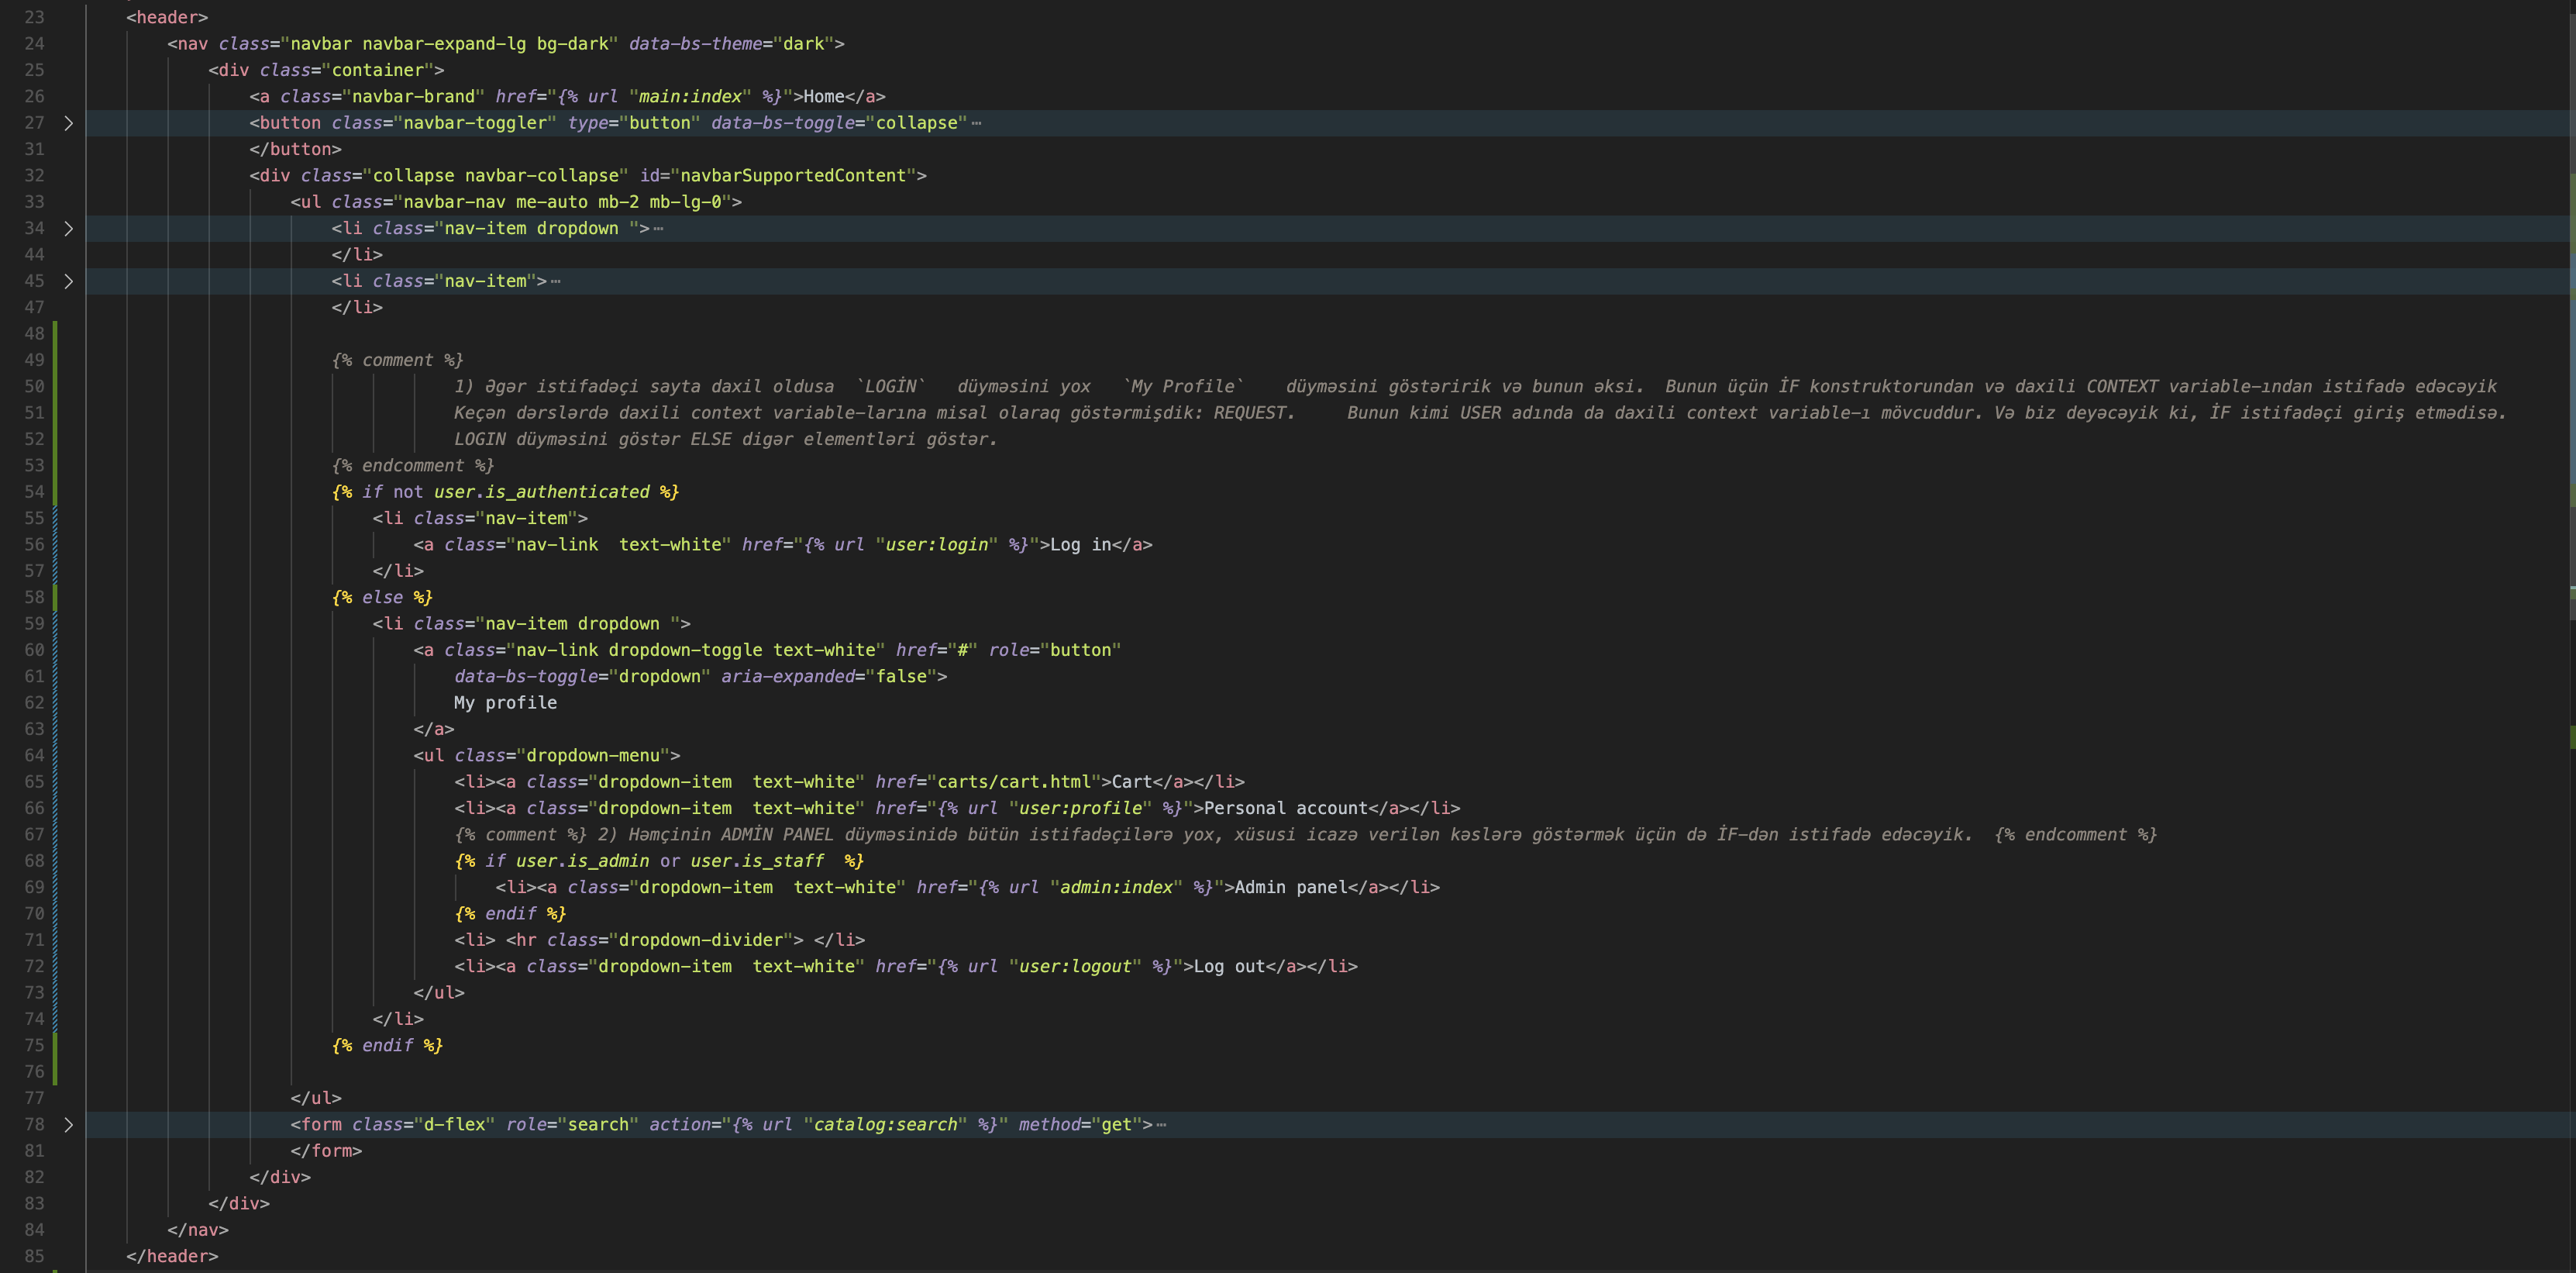 23 <header>
24 <nav class="navbar navbar-expand-lg bg-dark" data-bs-theme="dark">
25 <div class="container">
26 <a class="navbar-brand" href="{% url "main:index" %}">Home</a>
27 <button class="navbar-toggler" type="button" data-bs-toggle="collapse"⋯
31 </button>
32 <div class="collapse navbar-collapse" id="navbarSupportedContent">
33 <ul class="navbar-nav me-auto mb-2 mb-lg-0">
34 <li class="nav-item dropdown ">⋯
44 </li>
45 <li class="nav-item">⋯
47 </li>
48
49 {% comment %}
50 1) Əgər istifadəçi sayta daxil oldusa `LOGİN` düyməsini yox `My Profile` düyməsini göstəririk və bunun əksi. Bunun üçün İF konstruktorundan və daxili CONTEXT variable-ından istifadə edəcəyik
51 Keçən dərslərdə daxili context variable-larına misal olaraq göstərmişdik: REQUEST. Bunun kimi USER adında da daxili context variable-ı mövcuddur. Və biz deyəcəyik ki, İF istifadəçi giriş etmədisə.
52 LOGIN düyməsini göstər ELSE digər elementləri göstər.
53 {% endcomment %}
54 {% if not user.is_authenticated %}
55 <li class="nav-item">
56 <a class="nav-link  text-white" href="{% url "user:login" %}">Log in</a>
57 </li>
58 {% else %}
59 <li class="nav-item dropdown ">
60 <a class="nav-link dropdown-toggle text-white" href="#" role="button"
61 data-bs-toggle="dropdown" aria-expanded="false">
62 My profile
63 </a>
64 <ul class="dropdown-menu">
65 <li><a class="dropdown-item  text-white" href="carts/cart.html">Cart</a></li>
66 <li><a class="dropdown-item  text-white" href="{% url "user:profile" %}">Personal account</a></li>
67 {% comment %} 2) Həmçinin ADMİN PANEL düyməsinidə bütün istifadəçilərə yox, xüsusi icazə verilən kəslərə göstərmək üçün də İF-dən istifadə edəcəyik.  {% endcomment %}
68 {% if user.is_admin or user.is_staff  %}
69 <li><a class="dropdown-item  text-white" href="{% url "admin:index" %}">Admin panel</a></li>
70 {% endif %}
71 <li> <hr class="dropdown-divider"> </li>
72 <li><a class="dropdown-item  text-white" href="{% url "user:logout" %}">Log out</a></li>
73 </ul>
74 </li>
75 {% endif %}
76
77 </ul>
78 <form class="d-flex" role="search" action="{% url "catalog:search" %}" method="get">⋯
81 </form>
82 </div>
83 </div>
84 </nav>
85 </header>